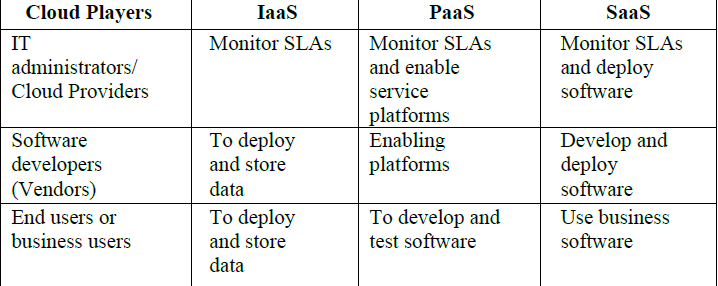 Cloud Players IaaS PaaS SaaS
IT
administrators/
Cloud Providers
Monitor SLAs
Monitor SLAs
and enable
service
platforms
Monitor SLAs
and deploy
software
Software
developers
(Vendors)
To deploy
and store
data
Enabling
platforms
Develop and
deploy
software
End users or
business users
To deploy
and store
data
To develop and
test software
Use business
software